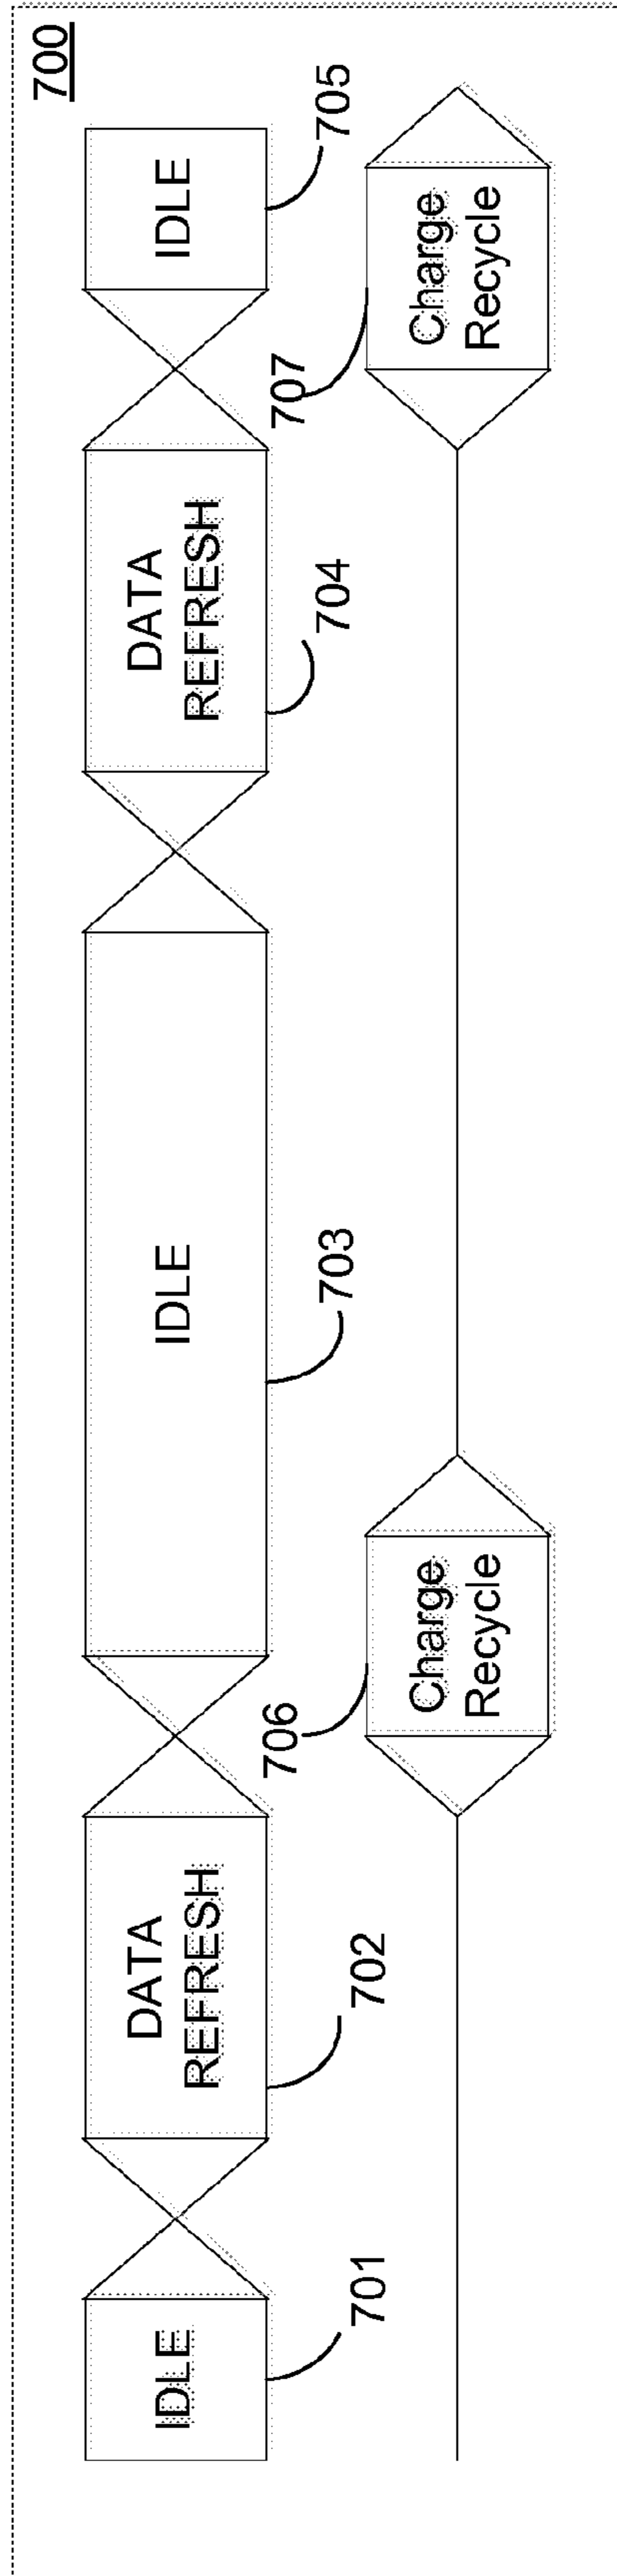 700
IDLE
701
DATA
REFRESH
702
IDLE
703
DATA
REFRESH
704
IDLE
705
706
Charge
Recycle
707
Charge
Recycle